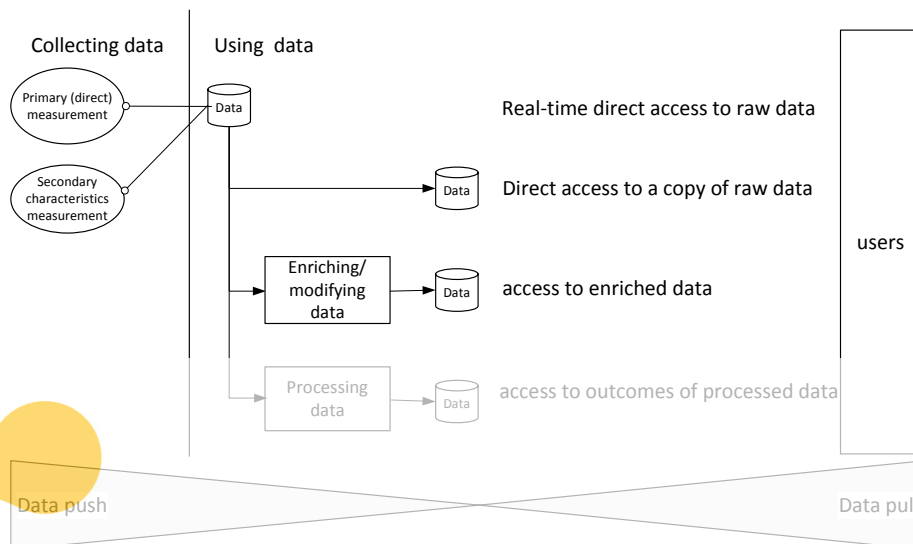 Collecting data
Using data
Primary (direct)
measurement
Data
Real-time direct access to raw data
Secondary
characteristics
measurement
Data
Direct access to a copy of raw data
users
Enriching/
modifying
data
Data
access to enriched data
Processing
data
Data
access to outcomes of processed data
Data push
Data pul